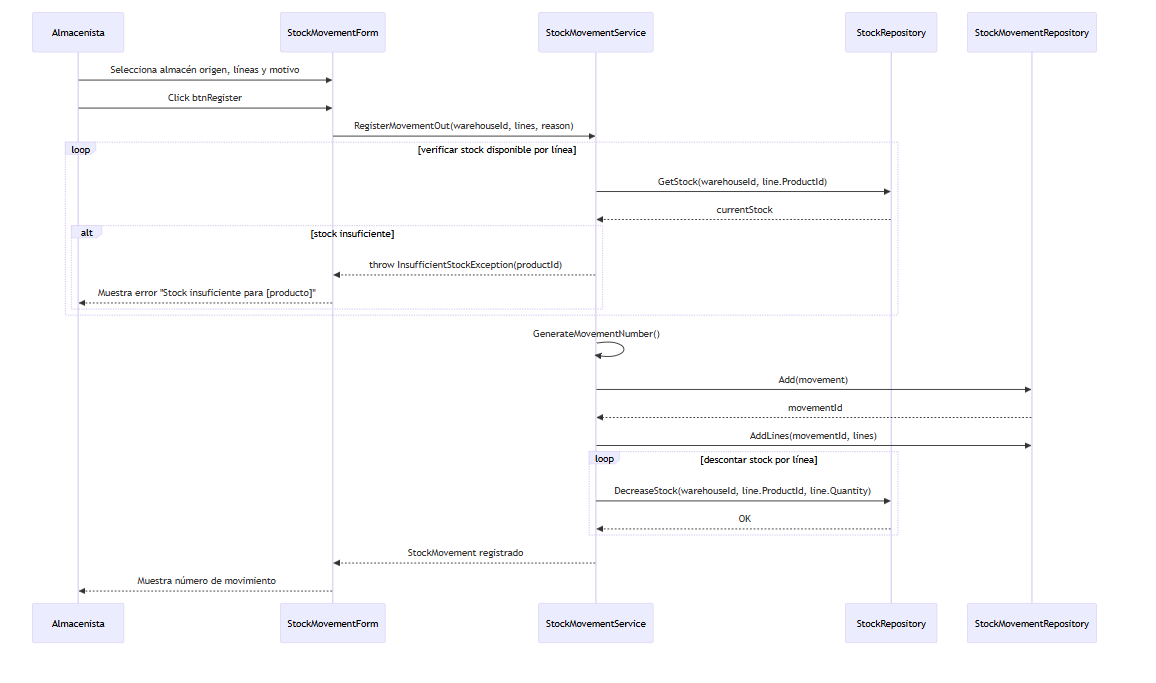 Almacenista
StockMovementForm
StockMovementService
StockRepository
StockMovementRepository
Selecciona almacén origen, líneas y motivo
Click btnRegister
RegisterMovementOut(warehouseId, lines, reason)
loop
[verificar stock disponible por línea]
GetStock(warehouseId, line.ProductId)
currentStock
alt
[stock insuficiente]
throw InsufficientStockException(productId)
Muestra error "Stock insuficiente para [producto]"
GenerateMovementNumber()
Add(movement)
movementId
AddLines(movementId, lines)
loop
[descontar stock por línea]
DecreaseStock(warehouseId, line.ProductId, line.Quantity)
OK
StockMovement registrado
Muestra número de movimiento
Almacenista
StockMovementForm
StockMovementService
StockRepository
StockMovementRepository